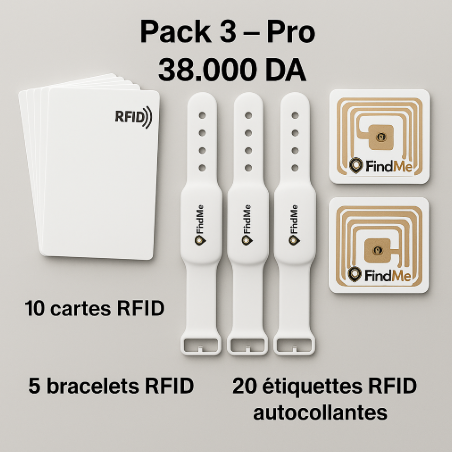 Pack 3 – Pro
38.000 DA
RFID
FindMe
FindMe
FindMe
FindMe
FindMe
10 cartes RFID
5 bracelets RFID
20 étiquettes RFID
autocollantes